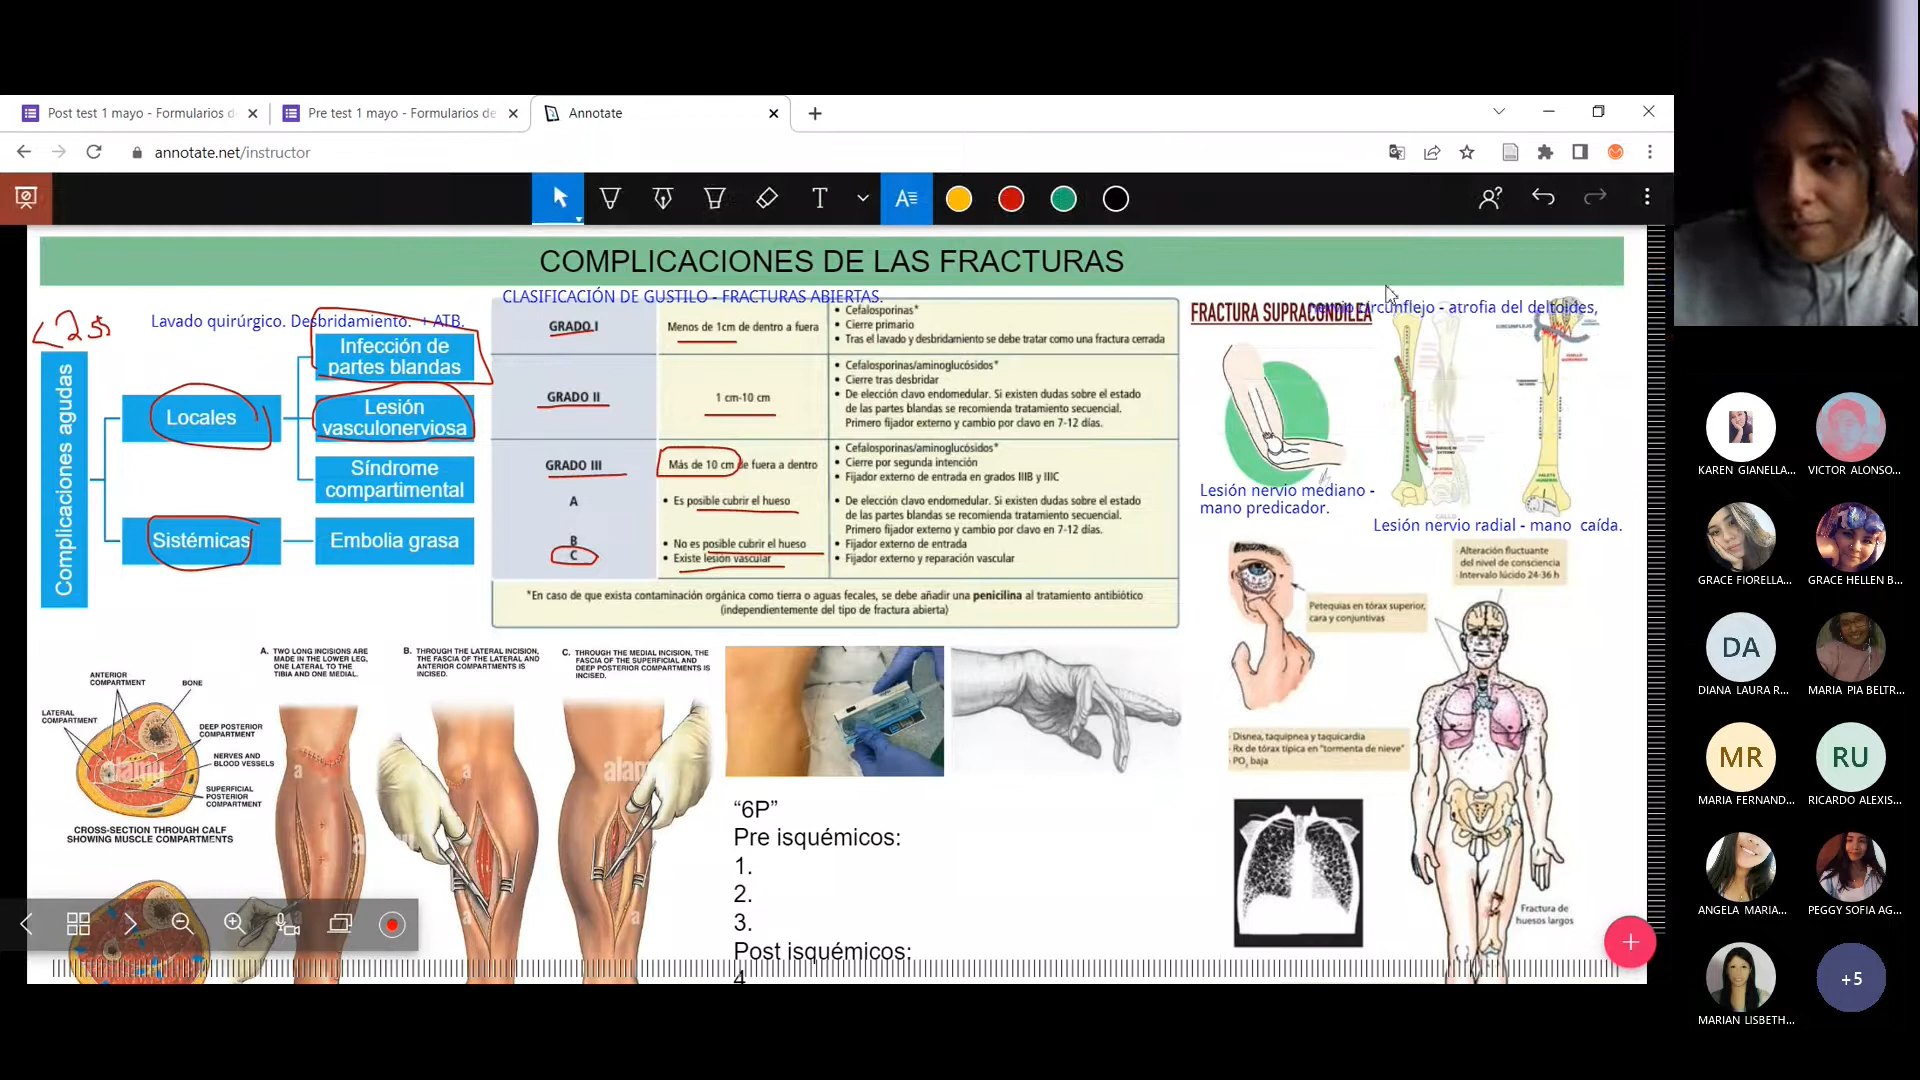 Post test 1 mayo - Formularios d
Pre test 1 mayo - Formularios de
Annotate
annotate.net/instructor
COMPLICACIONES DE LAS FRACTURAS
CLASIFICACIÓN DE GUSTILO - FRACTURAS ABIERTAS.
Lavado quirúrgico. Desbridamiento. + ATB.
Complicaciones agudas
Locales
Sistémicas
Infección de
partes blandas
Lesión
vasculonerviosa
Síndrome
compartimental
Embolia grasa
GRADO I
Menos de 1cm de dentro a fuera
• Cefalosporinas*
• Cierre primario
• Tras el lavado y desbridamiento se debe tratar como una fractura cerrada
GRADO II
1 cm-10 cm
• Cefalosporinas/aminoglucósidos*
• Cierre tras desbridar
• De elección clavo endomedular. Si existen dudas sobre el estado
de las partes blandas se recomienda tratamiento secuencial.
Primero fijador externo y cambio por clavo en 7-12 días.
GRADO III
Más de 10 cm de fuera a dentro
• Cefalosporinas/aminoglucósidos*
• Cierre por segunda intención
• Fijador externo de entrada en grados IIIB y IIIC
A
• Es posible cubrir el hueso
• De elección clavo endomedular. Si existen dudas sobre el estado
de las partes blandas se recomienda tratamiento secuencial.
Primero fijador externo y cambio por clavo en 7-12 días.
B
• No es posible cubrir el hueso
• Fijador externo de entrada
C
• Existe lesión vascular
• Fijador externo y reparación vascular
*En caso de que exista contaminación orgánica como tierra o aguas fecales, se debe añadir una penicilina al tratamiento antibiótico
(independientemente del tipo de fractura abierta)
FRACTURA SUPRACONDILEA
nervio circunflejo - atrofia del deltoides,
CIRCUNFLEJO
Lesión nervio mediano -
mano predicador.
Lesión nervio radial - mano caída.
· Alteración fluctuante
del nivel de consciencia
· Intervalo lúcido 24-36 h
Petequias en tórax superior,
cara y conjuntivas
· Disnea, taquipnea y taquicardia
· Rx de tórax típica en "tormenta de nieve"
· PO2 baja
Fractura de
huesos largos
A. TWO LONG INCISIONS ARE
MADE IN THE LOWER LEG,
ONE LATERAL TO THE
TIBIA AND ONE MEDIAL.
B. THROUGH THE LATERAL INCISION,
THE FASCIA OF THE LATERAL AND
ANTERIOR COMPARTMENTS IS
INCISED.
C. THROUGH THE MEDIAL INCISION, THE
FASCIA OF THE SUPERFICIAL AND
DEEP POSTERIOR COMPARTMENTS IS
INCISED.
ANTERIOR
COMPARTMENT
BONE
LATERAL
COMPARTMENT
DEEP POSTERIOR
COMPARTMENT
NERVES AND
BLOOD VESSELS
SUPERFICIAL
POSTERIOR
COMPARTMENT
CROSS-SECTION THROUGH CALF
SHOWING MUSCLE COMPARTMENTS
alamy
alamy
“6P”
Pre isquémicos:
1.
2.
3.
Post isquémicos:
4
KAREN GIANELLA...
VICTOR ALONSO...
GRACE FIORELLA...
GRACE HELLEN B...
DA
DIANA LAURA R...
MARIA PIA BELTR...
MR
MARIA FERNAND...
RU
RICARDO ALEXIS...
ANGELA MARIA...
PEGGY SOFIA AG...
MARIAN LISBETH...
+5